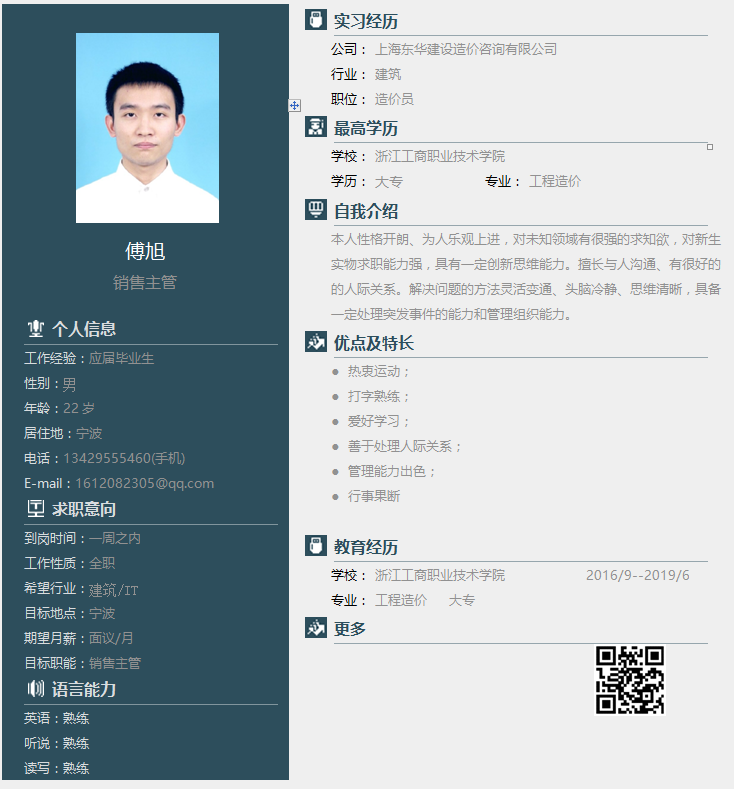 傅旭
销售主管
个人信息
工作经验：应届毕业生
性别：男
年龄：22 岁
居住地：宁波
电话：13429555460(手机)
E-mail：1612082305@qq.com
求职意向
到岗时间：一周之内
工作性质：全职
希望行业：建筑/IT
目标地点：宁波
期望月薪：面议/月
目标职能：销售主管
语言能力
英语：熟练
听说：熟练
读写：熟练
实习经历
公司： 上海东华建设造价咨询有限公司
行业： 建筑
职位： 造价员
最高学历
学校： 浙江工商职业技术学院
学历： 大专 专业： 工程造价
自我介绍
本人性格开朗、为人乐观上进，对未知领域有很强的求知欲，对新生
实物求职能力强，具有一定创新思维能力。擅长与人沟通、有很好的
的人际关系。解决问题的方法灵活变通、头脑冷静、思维清晰，具备
一定处理突发事件的能力和管理组织能力。
优点及特长
● 热衷运动；
● 打字熟练；
● 爱好学习；
● 善于处理人际关系；
● 管理能力出色；
● 行事果断
教育经历
学校： 浙江工商职业技术学院 2016/9--2019/6
专业： 工程造价 大专
更多